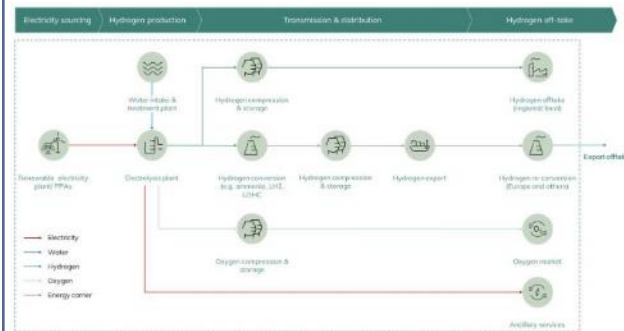 Electricity sourcing
Hydrogen production
Transmission & distribution
Hydrogen off-take
Water intake &
treatment plant
Hydrogen compression
& storage
Hydrogen offtake
(regional/local)
Renewable electricity
plant/ PPAs
Electrolysis plant
Hydrogen conversion
(e.g. ammonia, LH2,
LOHC
Hydrogen compression
& storage
Hydrogen export
Hydrogen re-conversion
(Europe and others)
Export offtake
Oxygen compression &
storage
Oxygen market
Ancillary services
Electricity
Water
Hydrogen
Oxygen
Energy carrier